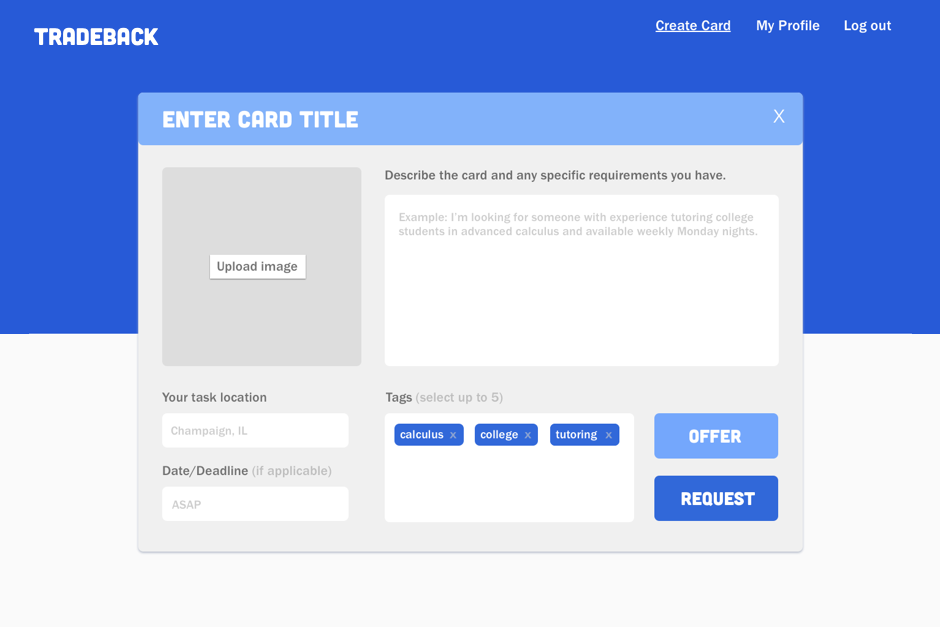 TRADEBACK
Create Card
My Profile
Log out
ENTER CARD TITLE
X
Upload image
Describe the card and any specific requirements you have.
Example: I'm looking for someone with experience tutoring college
students in advanced calculus and available weekly Monday nights.
Your task location
Champaign, IL
Date/Deadline (if applicable)
ASAP
Tags (select up to 5)
calculus x
college x
tutoring x
OFFER
REQUEST